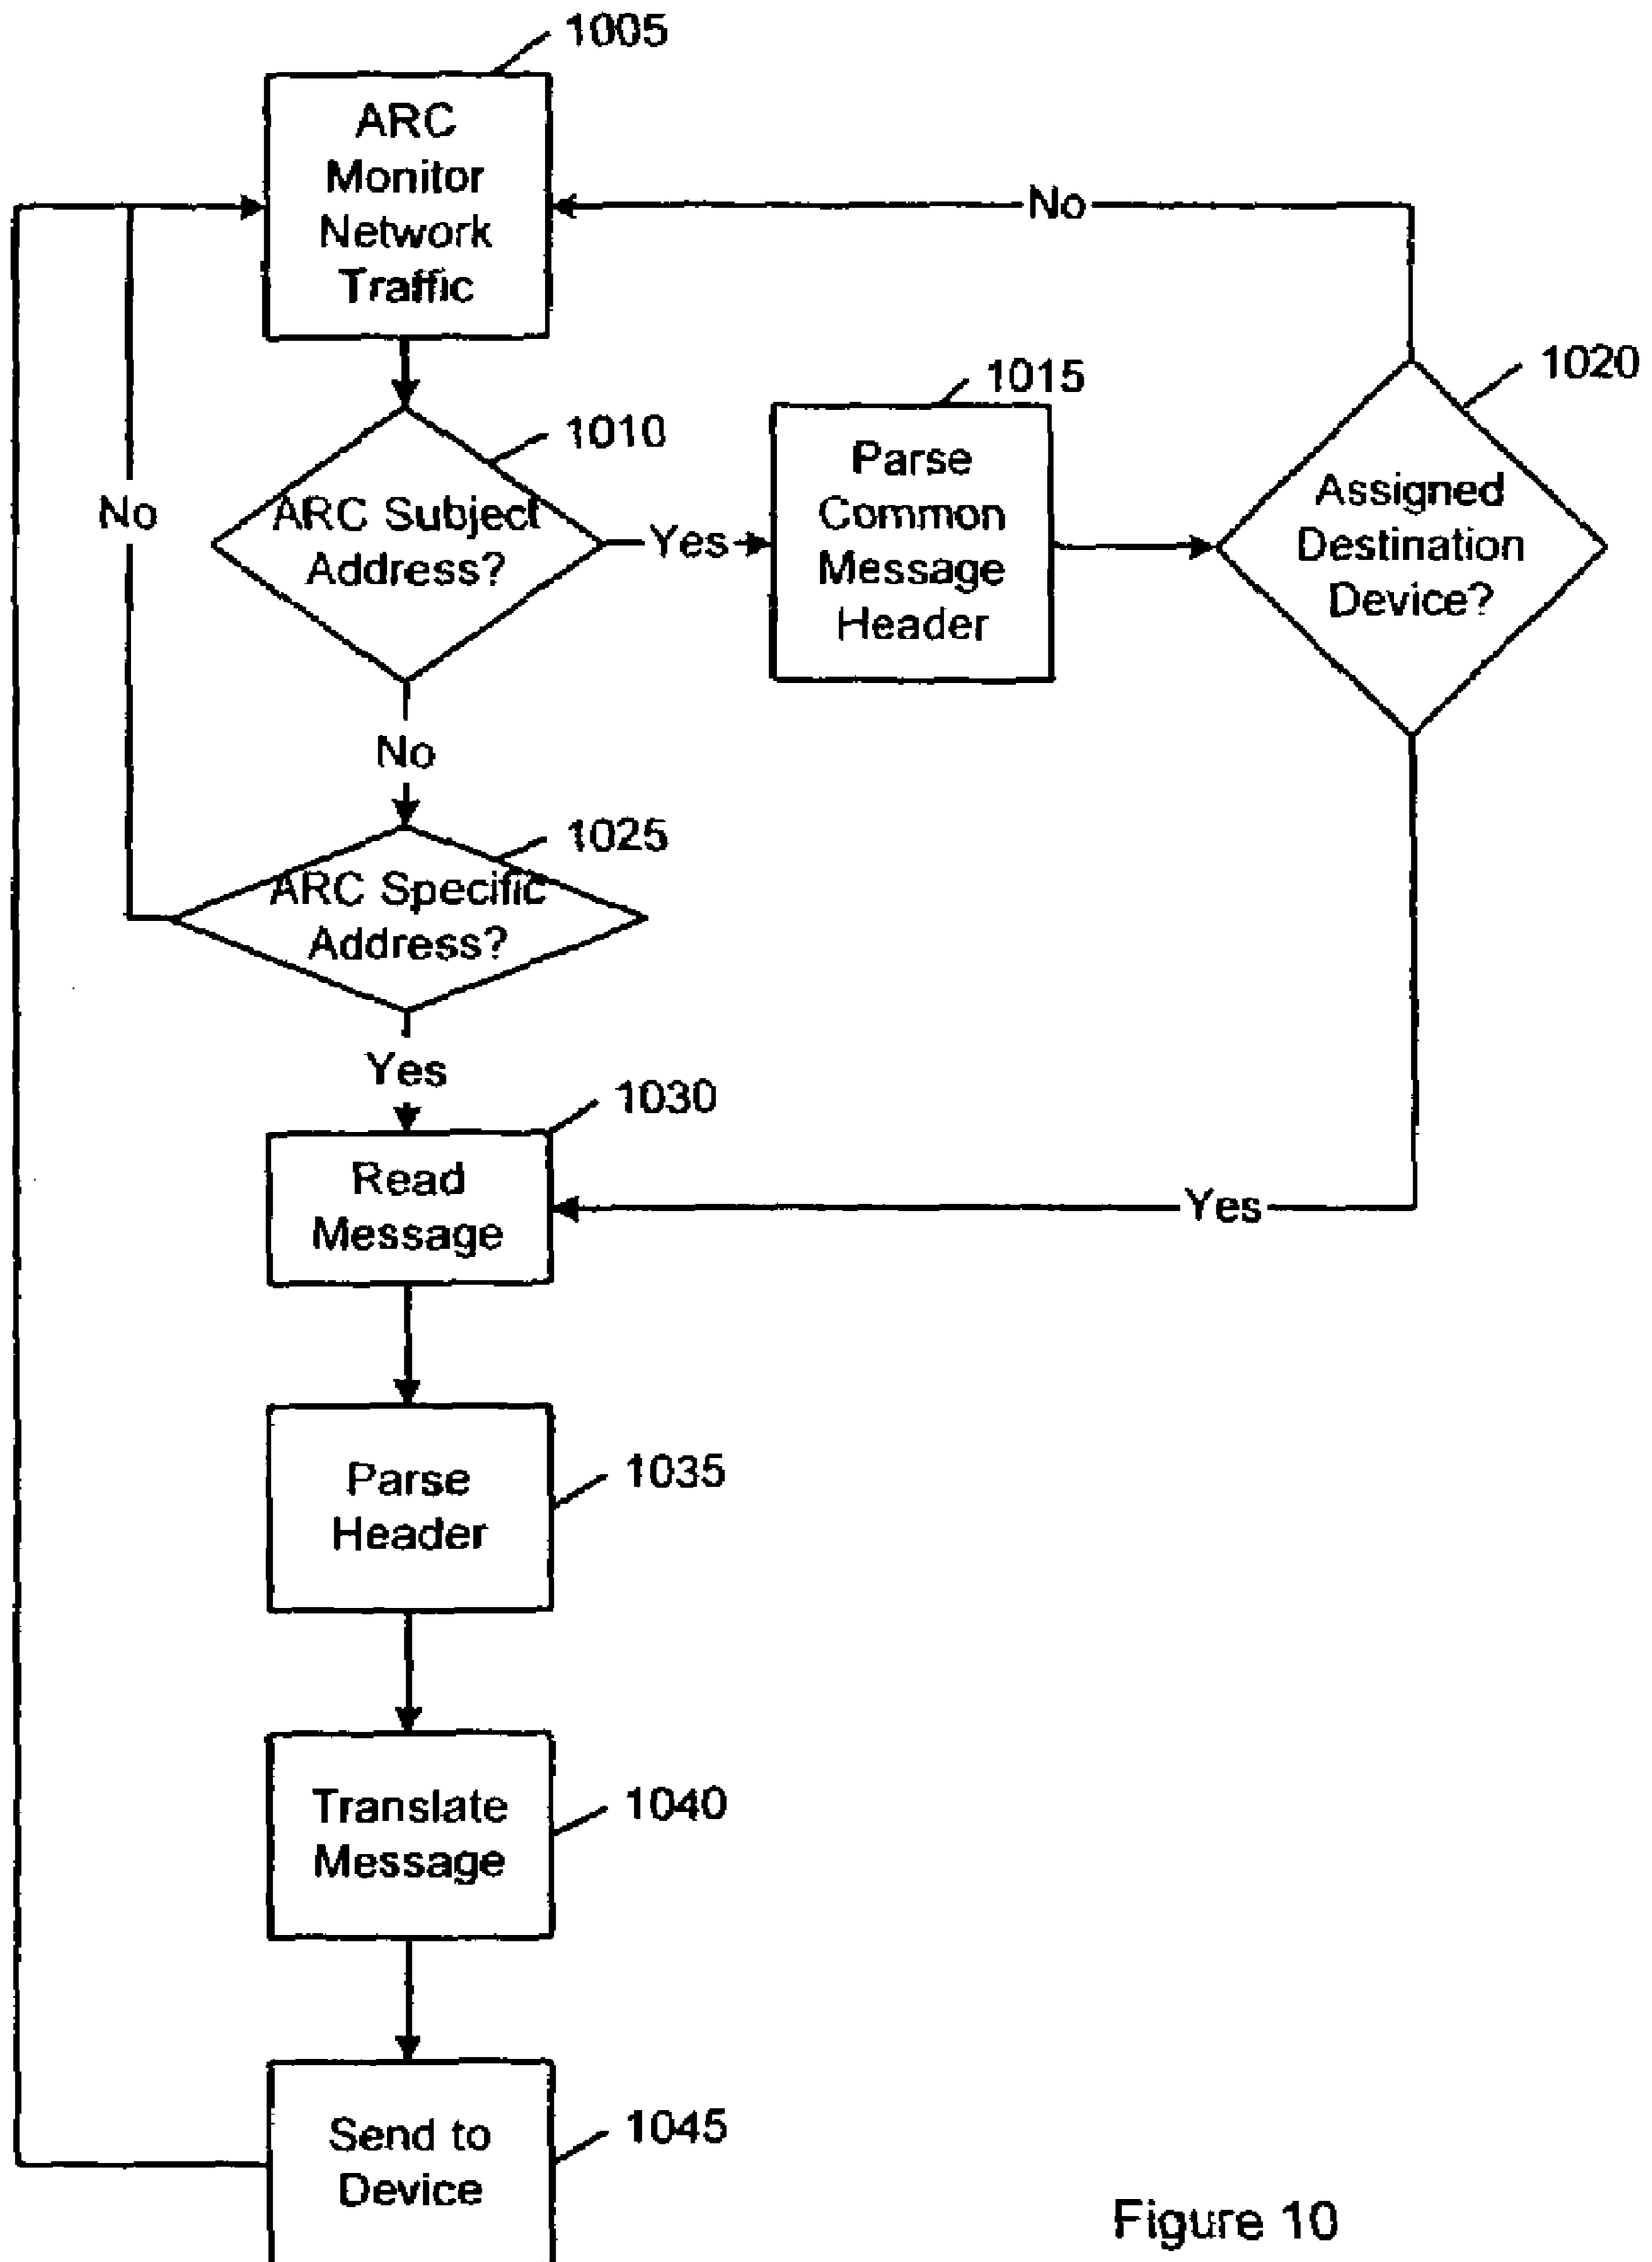 1005
ARC
Monitor
Network
Traffic
No
1020
1015
1010
Parse
Common
Message
Header
Assigned
Destination
Device?
ARC Subject
Address?
Yes
No
No
1025
ARC Specific
Address?
Yes
1030
Read
Message
Yes
Parse
Header
1035
Translate
Message
1040
Send to
Device
1045
Figure 10